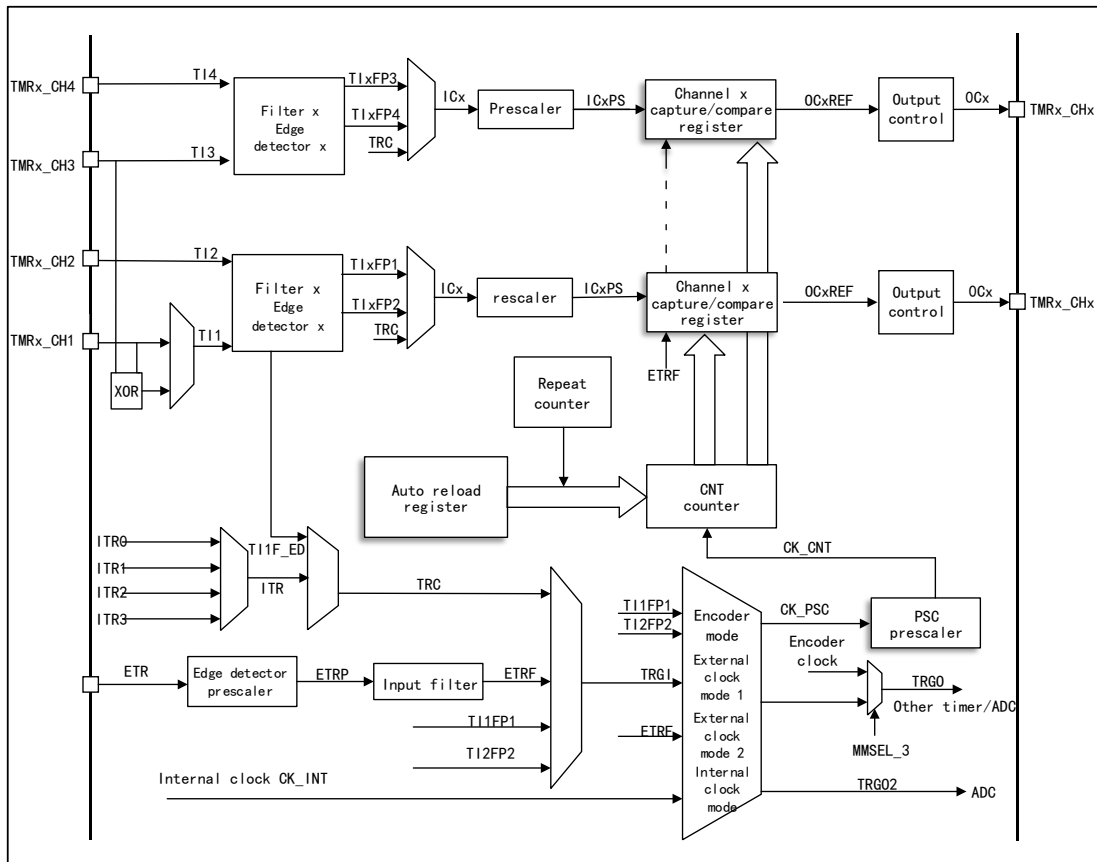 TMRx_CH4
TI4
TMRx_CH3
TI3
Filter x
Edge
detector x
TIxFP3
TIxFP4
TRC
ICx
Prescaler
ICxPS
Channel x
capture/compare
register
OCxREF
Output
control
OCx
TMRx_CHx
TMRx_CH2
TI2
TMRx_CH1
TI1
XOR
Filter x
Edge
detector x
TIxFP1
TIxFP2
TRC
ICx
rescaler
ICxPS
Channel x
capture/compare
register
ETRF
OCxREF
Output
control
OCx
TMRx_CHx
Repeat
counter
Auto reload
register
CNT
counter
CK_CNT
ITR0
ITR1
ITR2
ITR3
ITR
TI1F_ED
TRC
ETR
Edge detector
prescaler
ETRP
Input filter
ETRF
TI1FP1
TI2FP2
Internal clock CK_INT
TRGI
TI1FP1
TI2FP2
ETRF
Encoder
mode
External
clock
mode 1
External
clock
mode 2
Internal
clock
mode
CK_PSC
PSC
prescaler
Encoder
clock
TRGO
Other timer/ADC
MMSEL_3
TRGO2
ADC